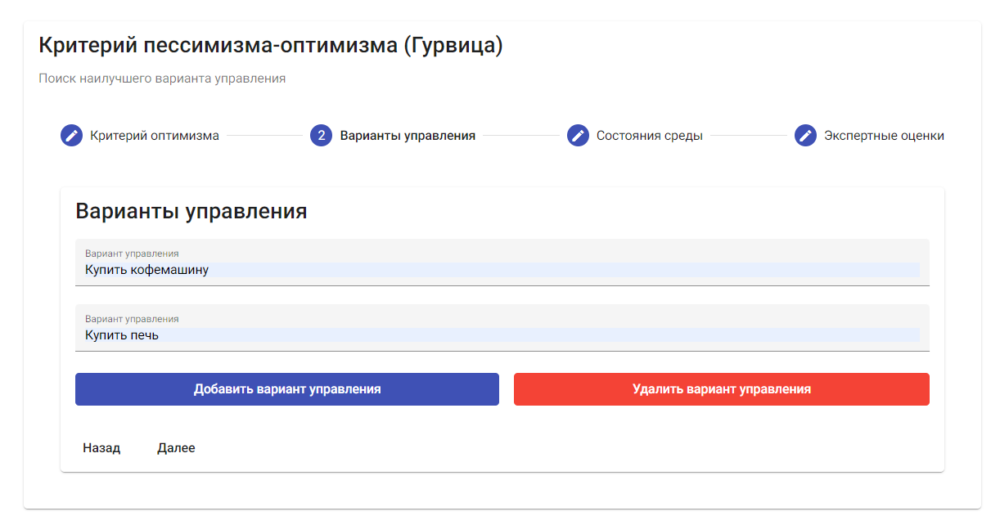 Критерий пессимизма-оптимизма (Гурвица)
Поиск наилучшего варианта управления
Критерий оптимизма
2 Варианты управления
Состояния среды
Экспертные оценки
Варианты управления
Вариант управления
Купить кофемашину
Вариант управления
Купить печь
Добавить вариант управления
Удалить вариант управления
Назад
Далее